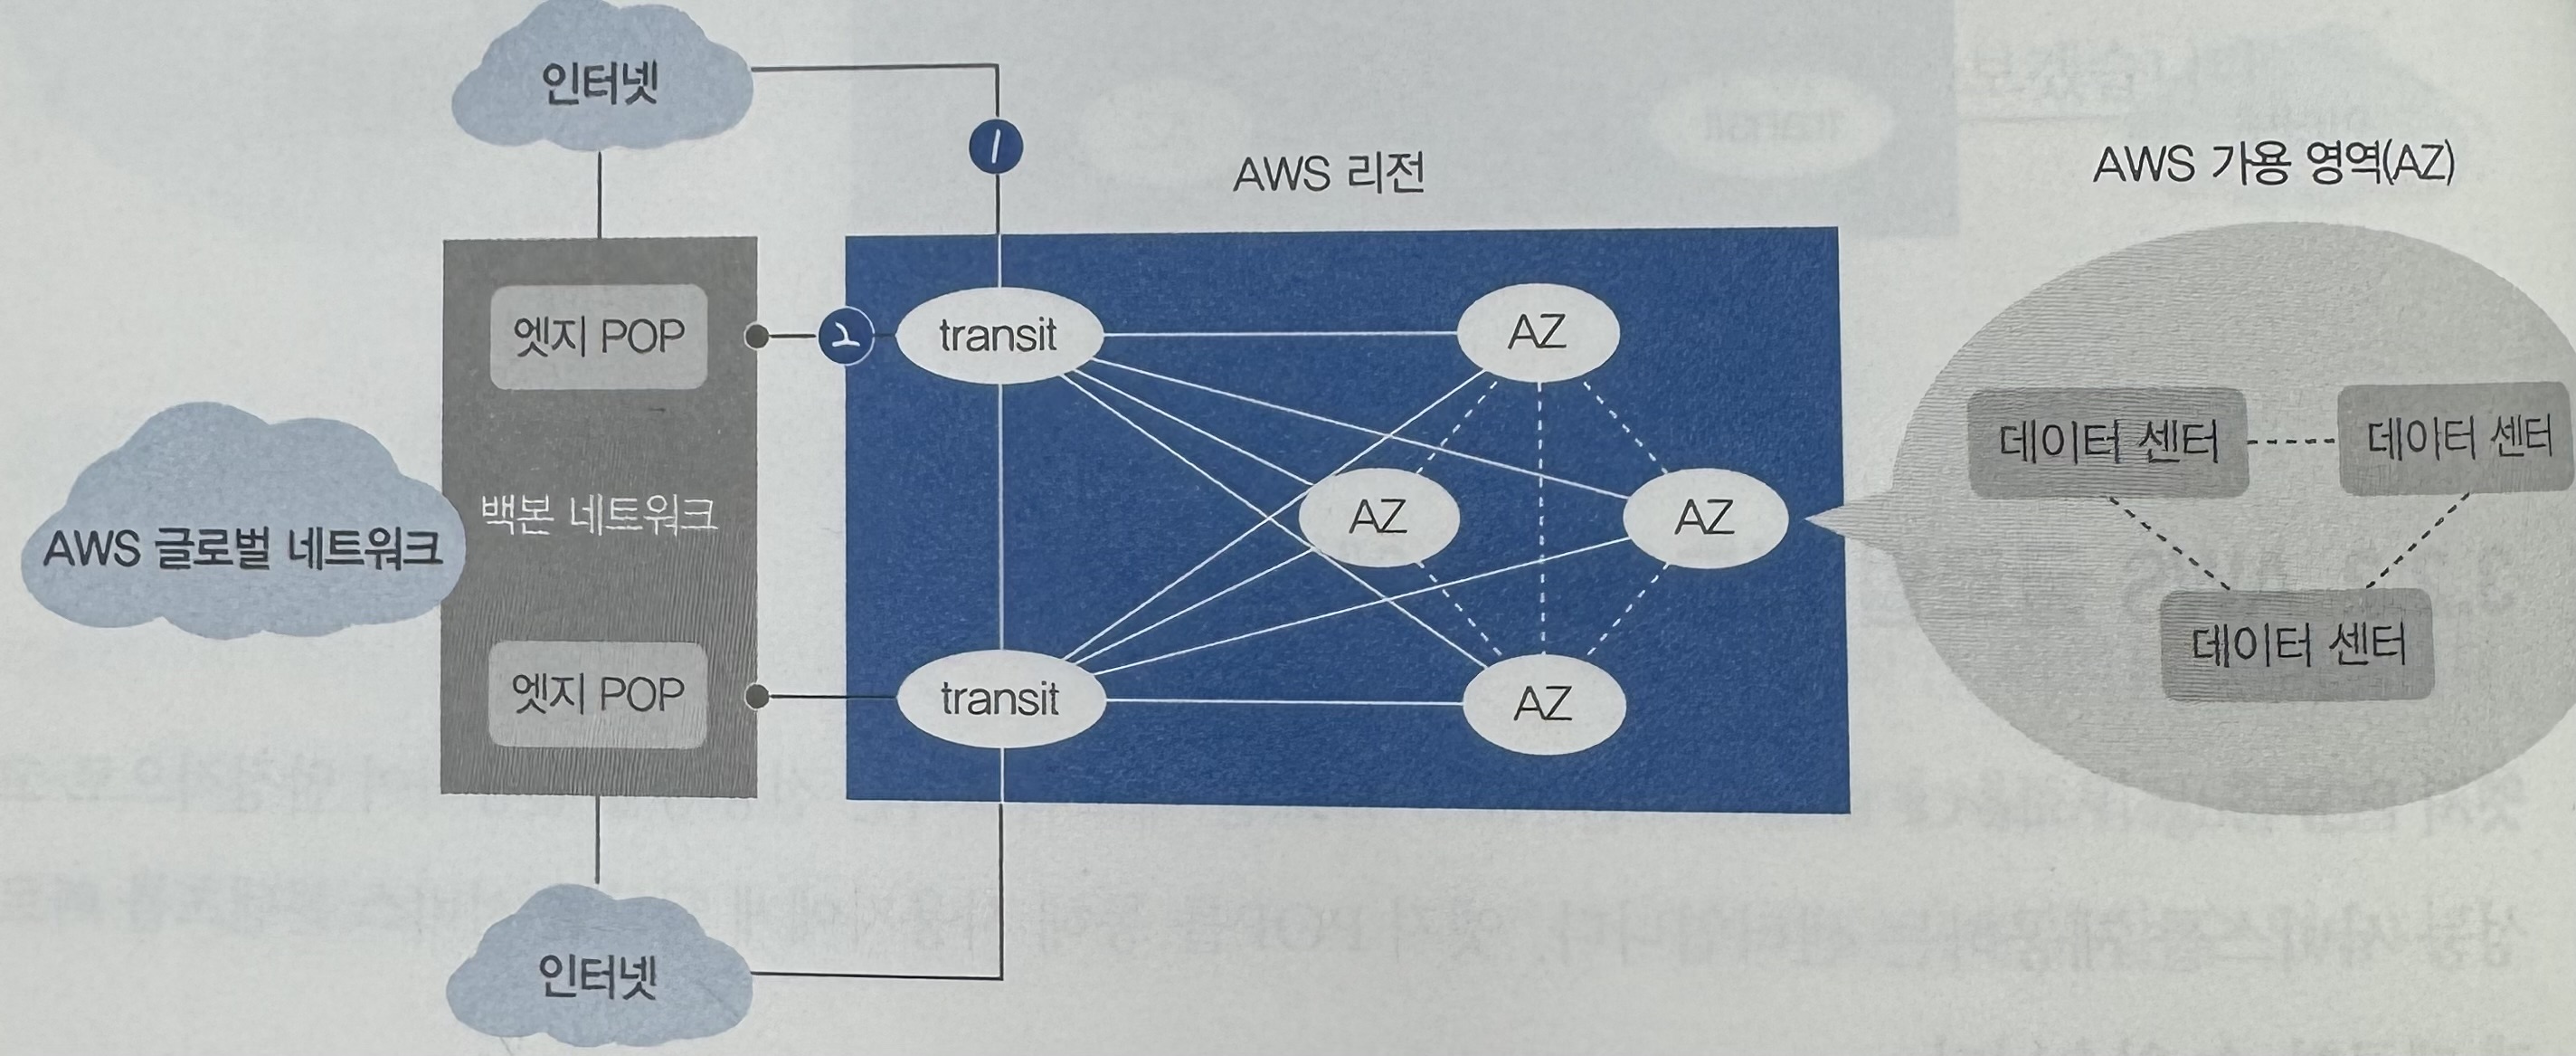 인터넷
1
AWS 리전
AWS 가용 영역(AZ)
엣지 POP
2
transit
AZ
데이터 센터
데이터 센터
AWS 글로벌 네트워크
백본 네트워크
AZ
AZ
데이터 센터
엣지 POP
transit
AZ
인터넷